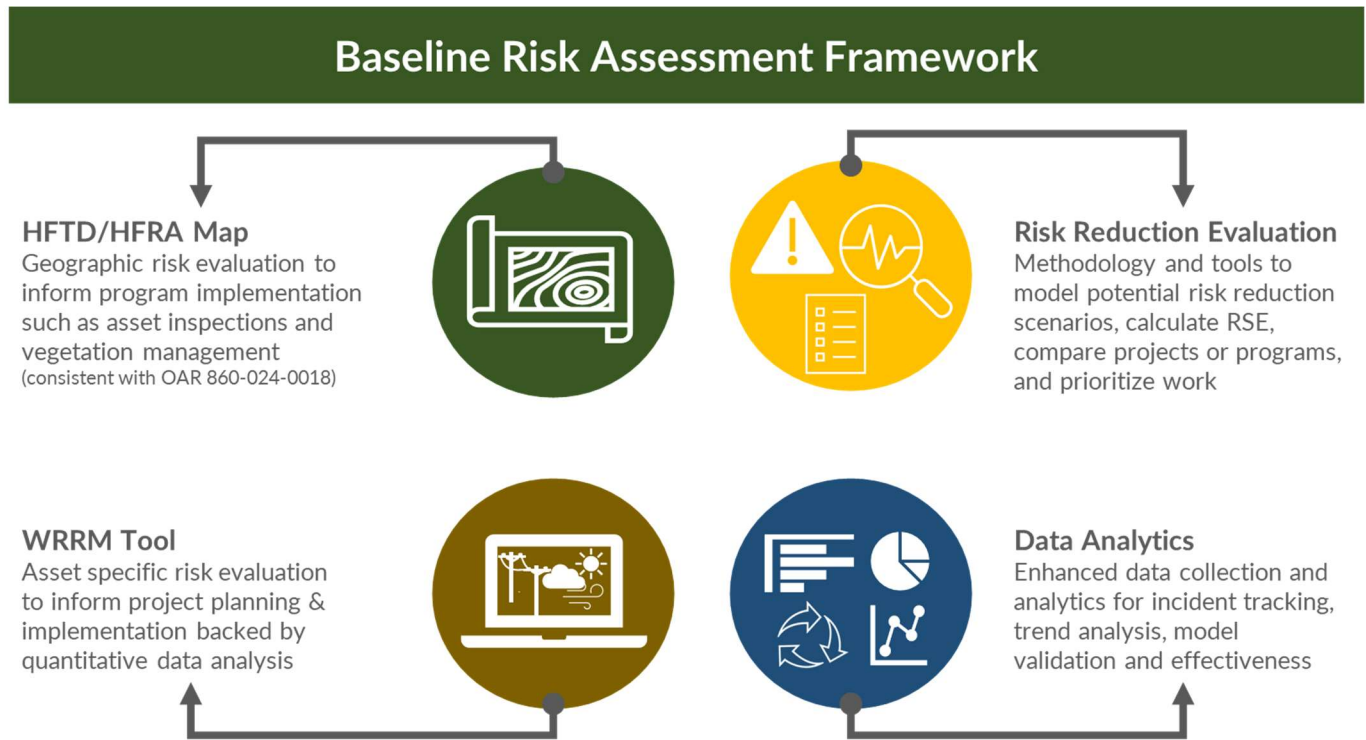 Baseline Risk Assessment Framework
HFTD/HFRA Map
Geographic risk evaluation to
inform program implementation
such as asset inspections and
vegetation management
(consistent with OAR 860-024-0018)
Risk Reduction Evaluation
Methodology and tools to
model potential risk reduction
scenarios, calculate RSE,
compare projects or programs,
and prioritize work
WRRM Tool
Asset specific risk evaluation
to inform project planning &
implementation backed by
quantitative data analysis
Data Analytics
Enhanced data collection and
analytics for incident tracking,
trend analysis, model
validation and effectiveness